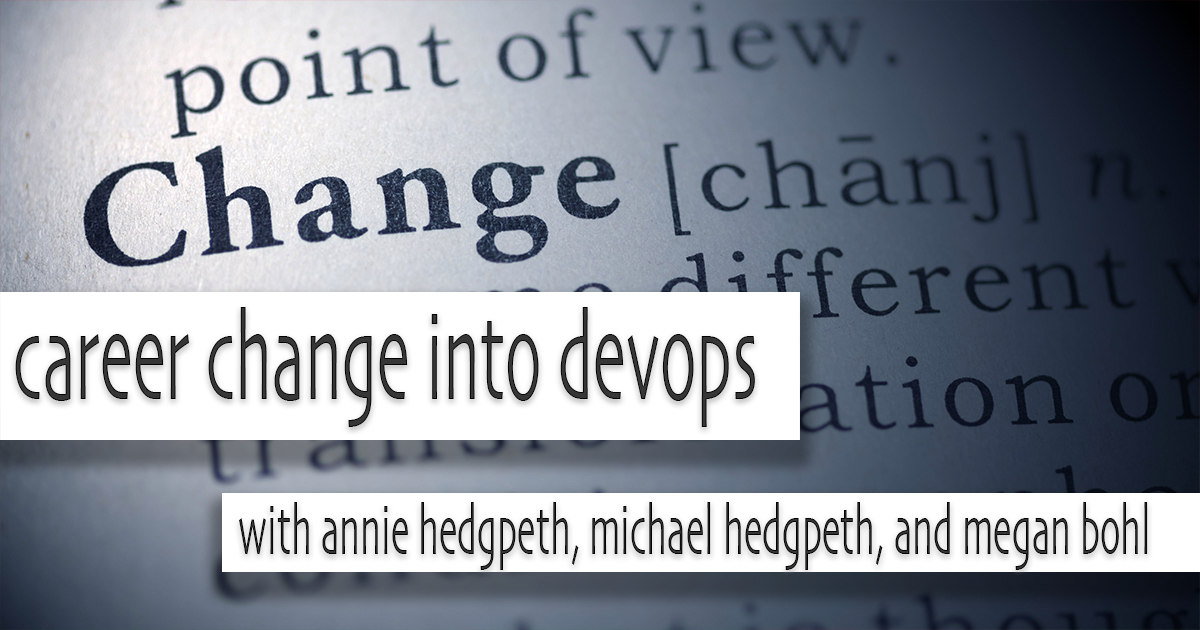 point of view.
Change [chānj] n.
different
career change into devops
ation or
with annie hedgpeth, michael hedgpeth, and megan bohl